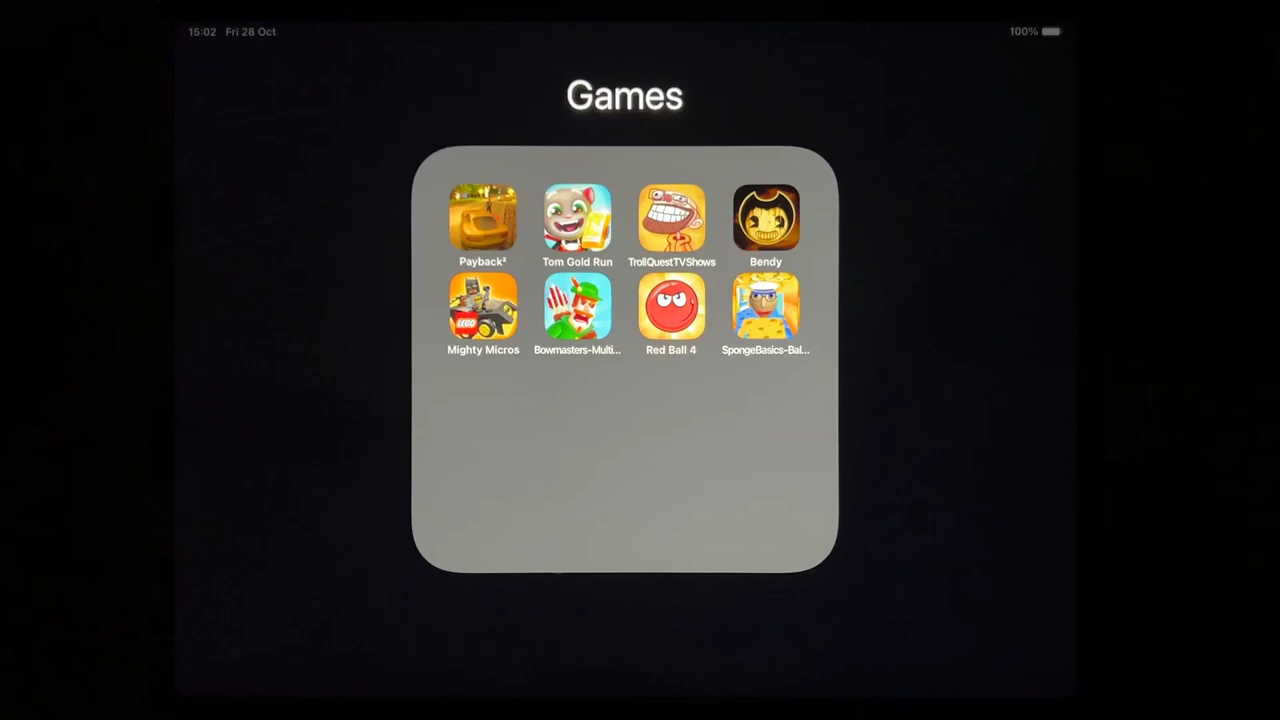 15:02 Fri 28 Oct
100%
Games
Payback²
Tom Gold Run
TrollQuestTVShows
Bendy
LEGO
Mighty Micros
Bowmasters-Multi...
Red Ball 4
SpongeBasics-Bal...